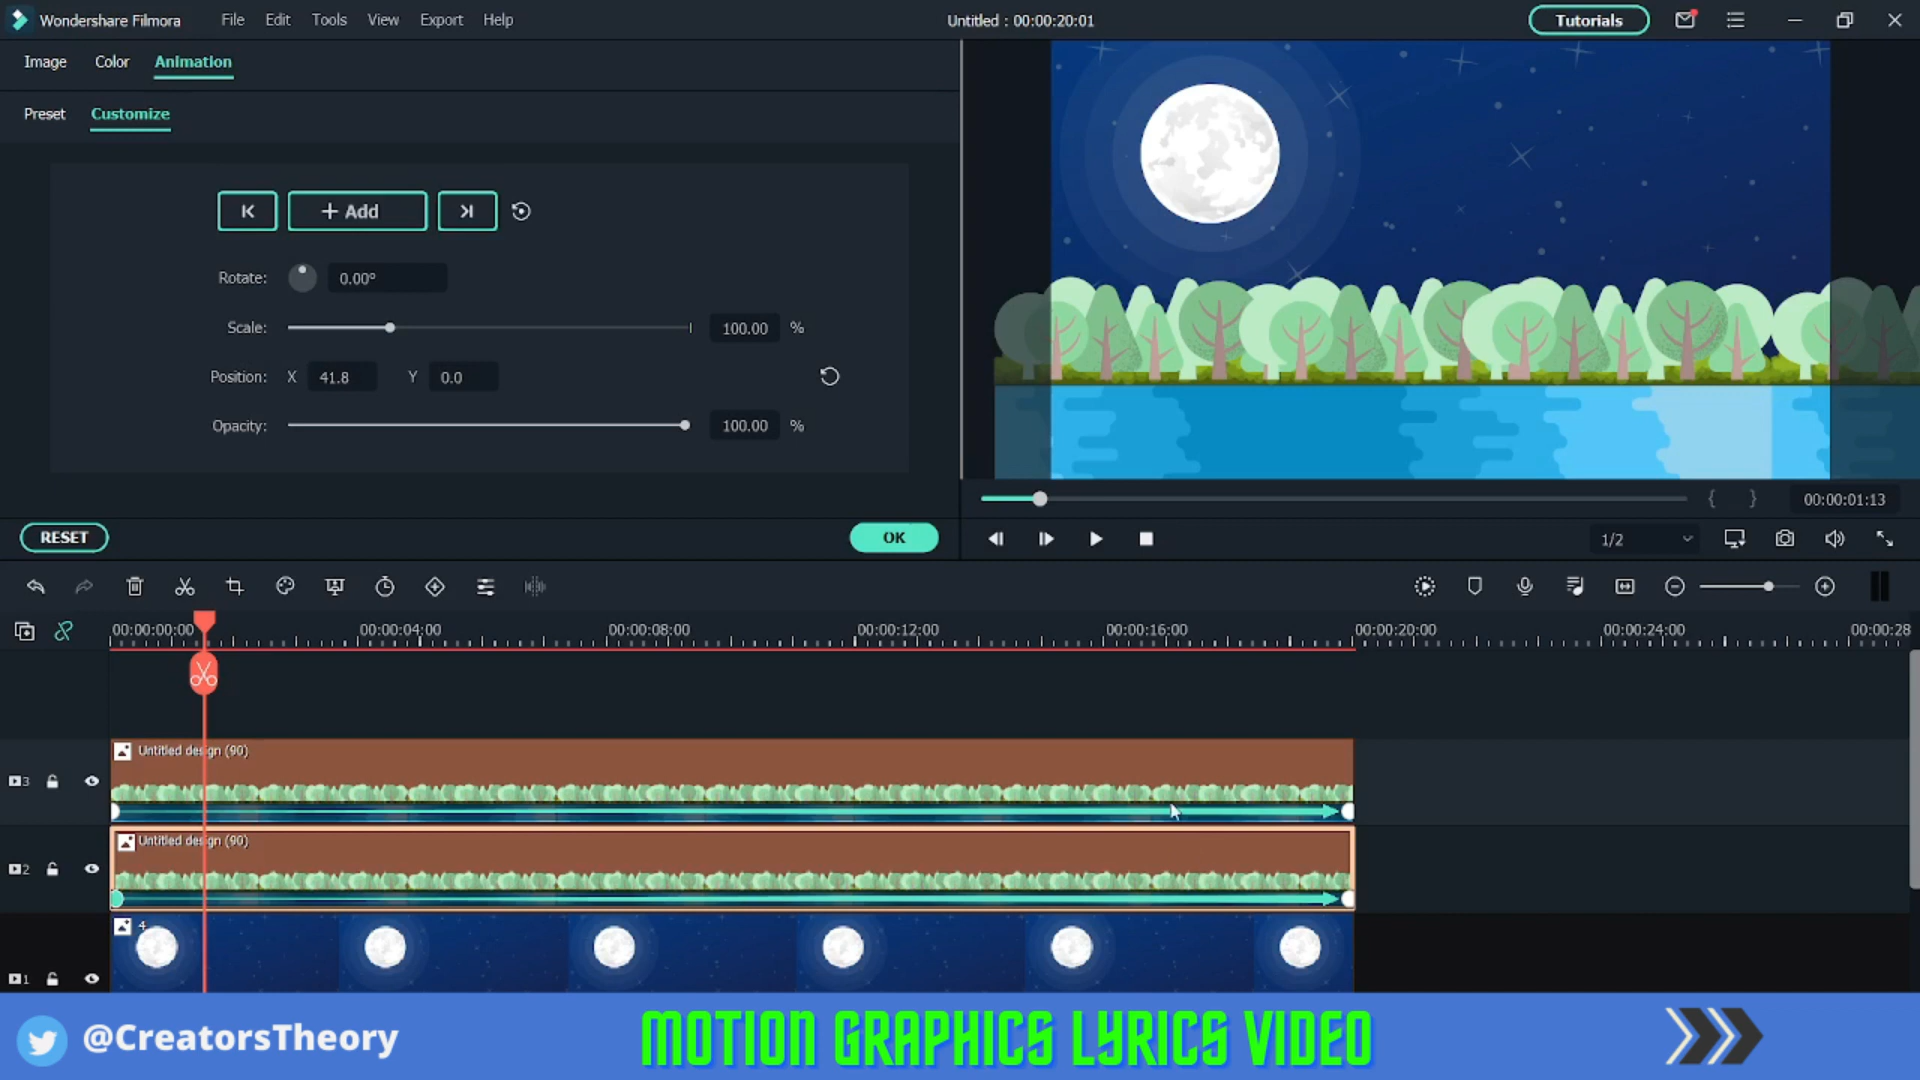 Wondershare Filmora File Edit Tools View Export Help Untitled : 00:00:20:01 Tutorials
Image Color Animation
Preset Customize
+ Add
Rotate: 0.00°
Scale: 100.00 %
Position: X 41.8 Y 0.0
Opacity: 100.00 %
{ } 00:00:01:13
RESET OK
1/2
00:00:00:00 00:00:04:00 00:00:08:00 00:00:12:00 00:00:16:00 00:00:20:00 00:00:24:00 00:00:28
Untitled design (90)
3
Untitled design (90)
2
4
1
@CreatorsTheory MOTION GRAPHICS LYRICS VIDEO